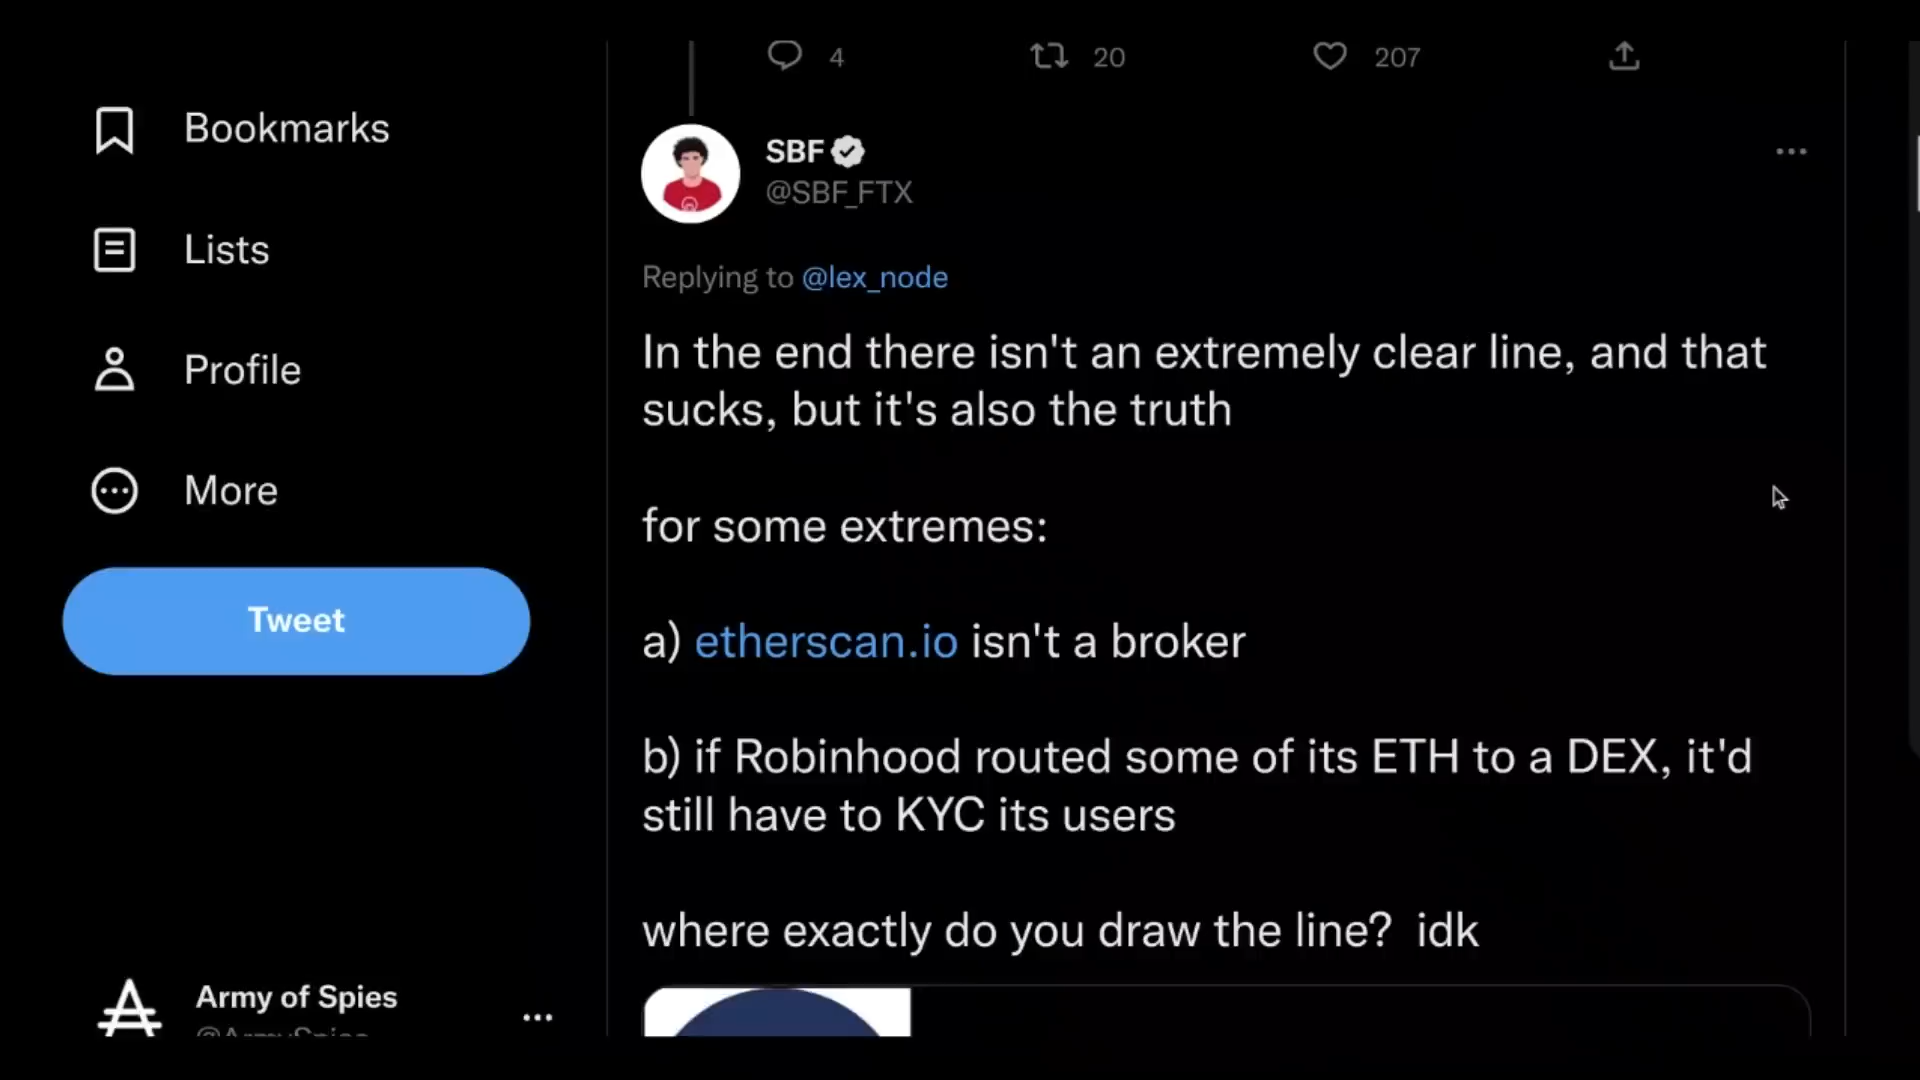 4 20 207
Bookmarks
Lists
Profile
More
Tweet
Army of Spies
SBF
@SBF_FTX
Replying to @lex_node
In the end there isn't an extremely clear line, and that
sucks, but it's also the truth
for some extremes:
a) etherscan.io isn't a broker
b) if Robinhood routed some of its ETH to a DEX, it'd
still have to KYC its users
where exactly do you draw the line? idk